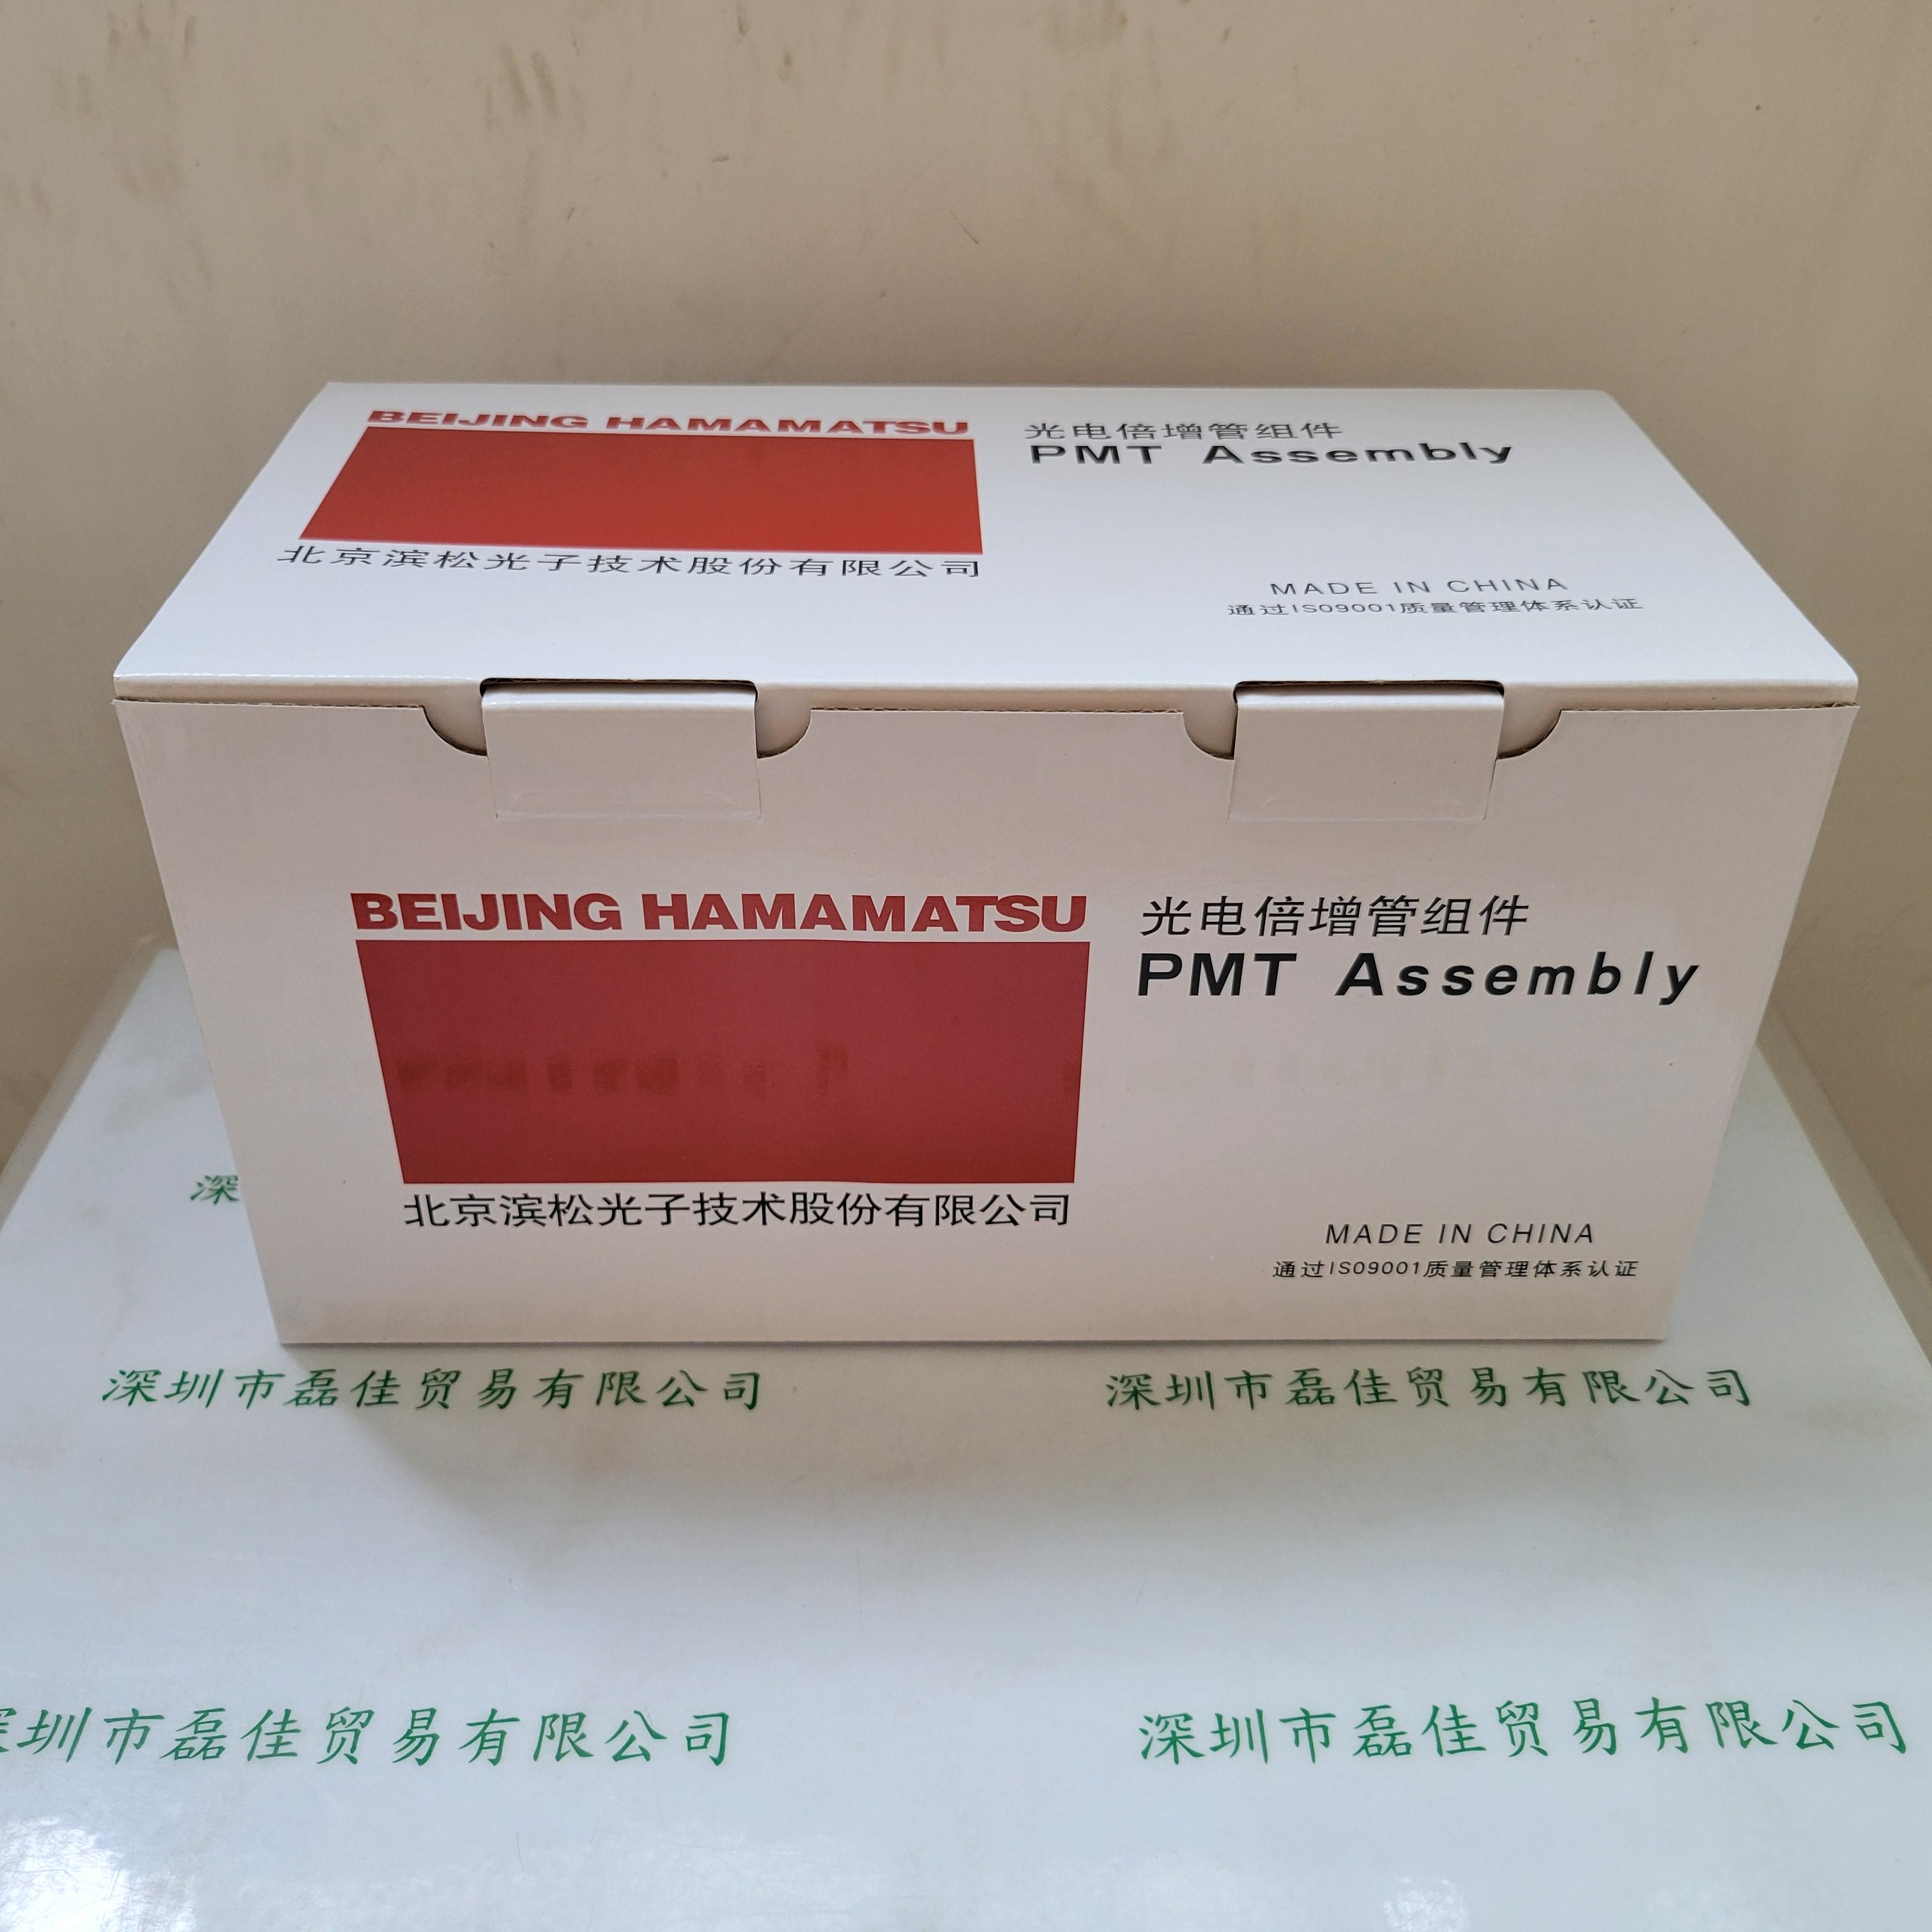 BEIJING HAMAMATSU
北京滨松光子技术股份有限公司
光电倍增管组件
PMT Assembly
MADE IN CHINA
通过ISO9001质量管理体系认证
BEIJING HAMAMATSU
北京滨松光子技术股份有限公司
光电倍增管组件
PMT Assembly
MADE IN CHINA
通过ISO9001质量管理体系认证
深
深圳市磊佳贸易有限公司
深圳市磊佳贸易有限公司
深圳市磊佳贸易有限公司
深圳市磊佳贸易有限公司